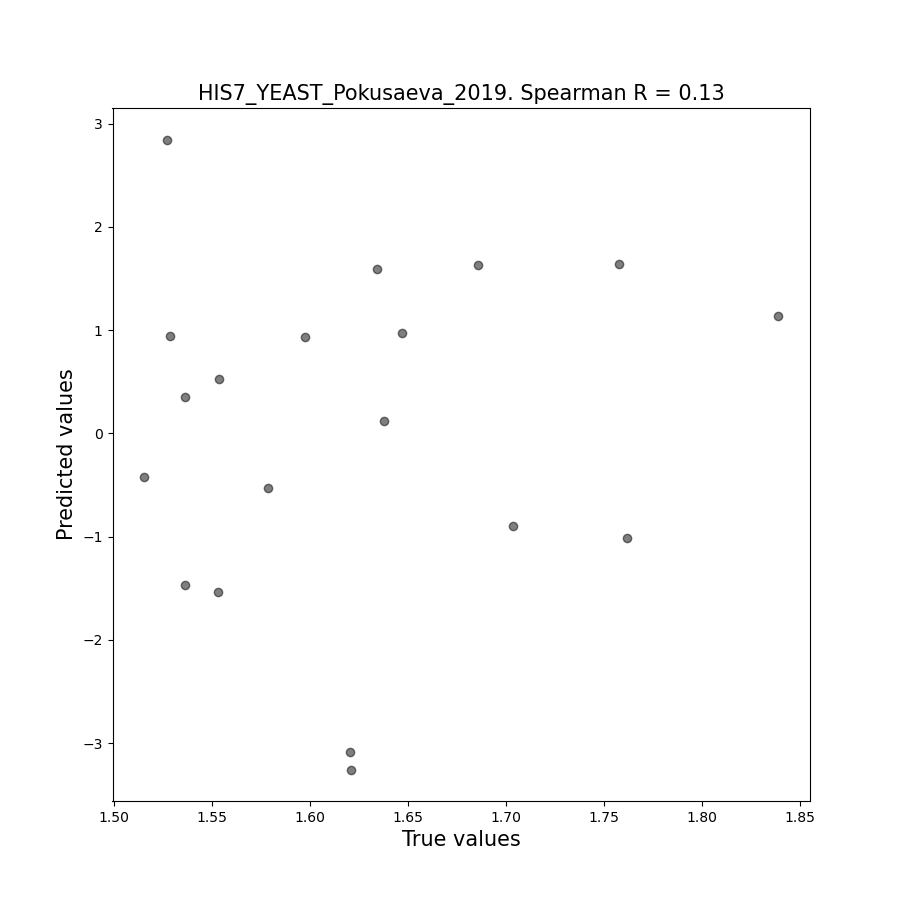 HIS7_YEAST_Pokusaeva_2019. Spearman R = 0.13
3
2
1
0
−1
−2
−3
Predicted values
1.50 1.55 1.60 1.65 1.70 1.75 1.80 1.85
True values